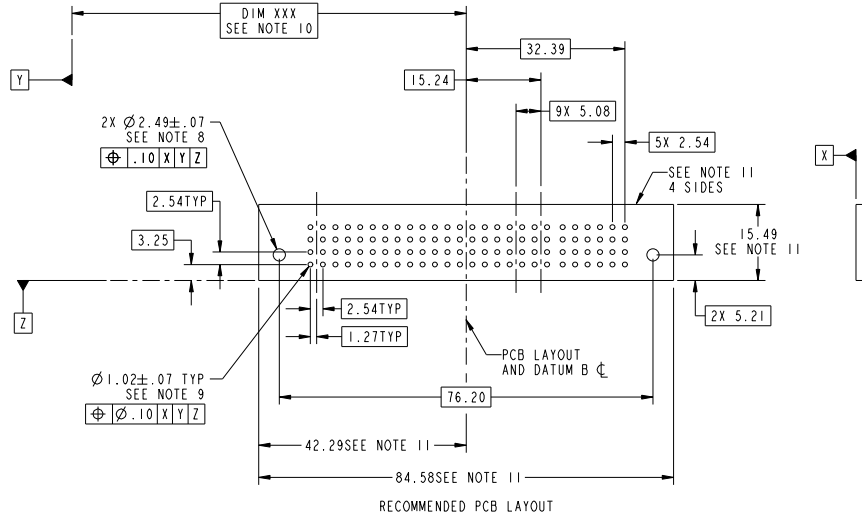 DIM XXX
SEE NOTE 10
32.39
Y
15.24
9X 5.08
2X Ø2.49±.07
SEE NOTE 8
⌖ .10 X Y Z
5X 2.54
X
SEE NOTE 11
4 SIDES
2.54TYP
3.25
15.49
SEE NOTE 11
Z
2.54TYP
2X 5.21
1.27TYP
PCB LAYOUT
AND DATUM B ℄
Ø1.02±.07 TYP
SEE NOTE 9
⌖ Ø.10 X Y Z
76.20
42.29SEE NOTE 11
84.58SEE NOTE 11
RECOMMENDED PCB LAYOUT